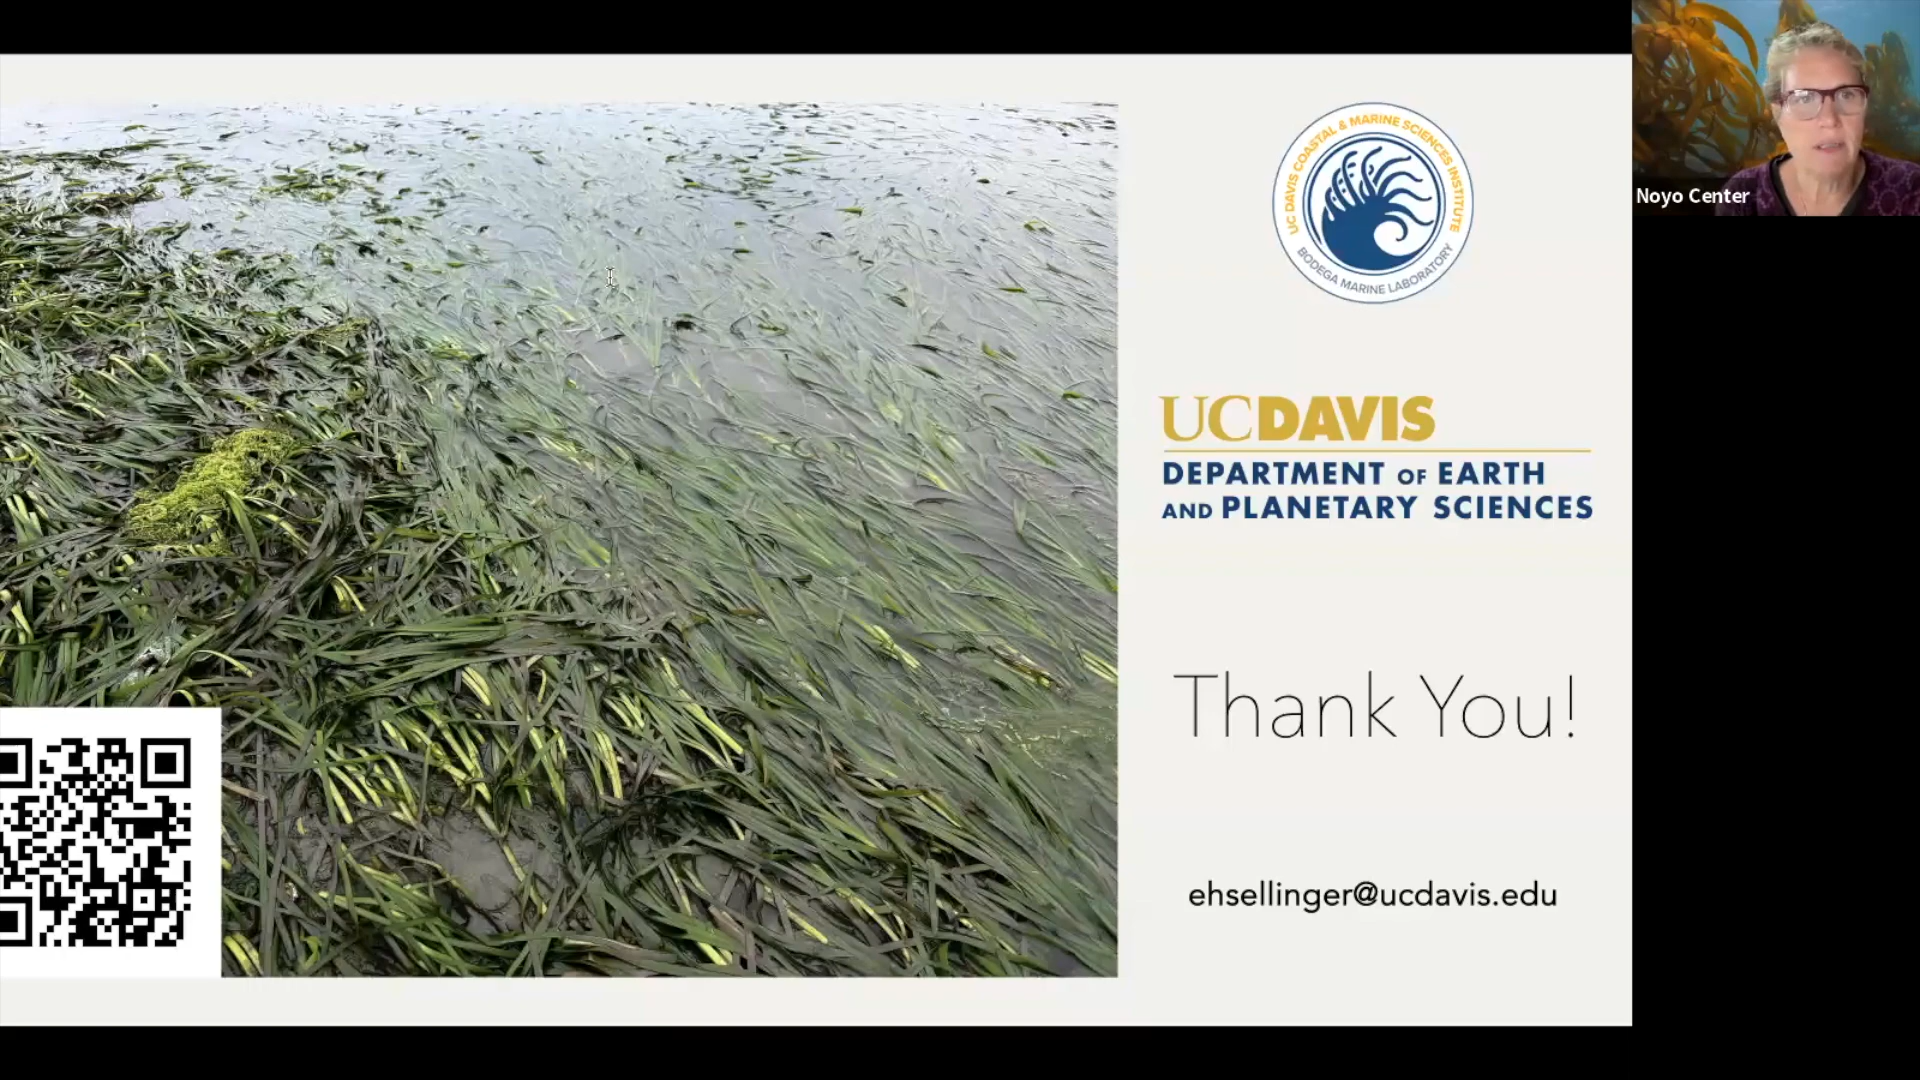 UC DAVIS COASTAL & MARINE SCIENCES INSTITUTE
BODEGA MARINE LABORATORY
Noyo Center
UCDAVIS
DEPARTMENT OF EARTH
AND PLANETARY SCIENCES
Thank You!
ehsellinger@ucdavis.edu